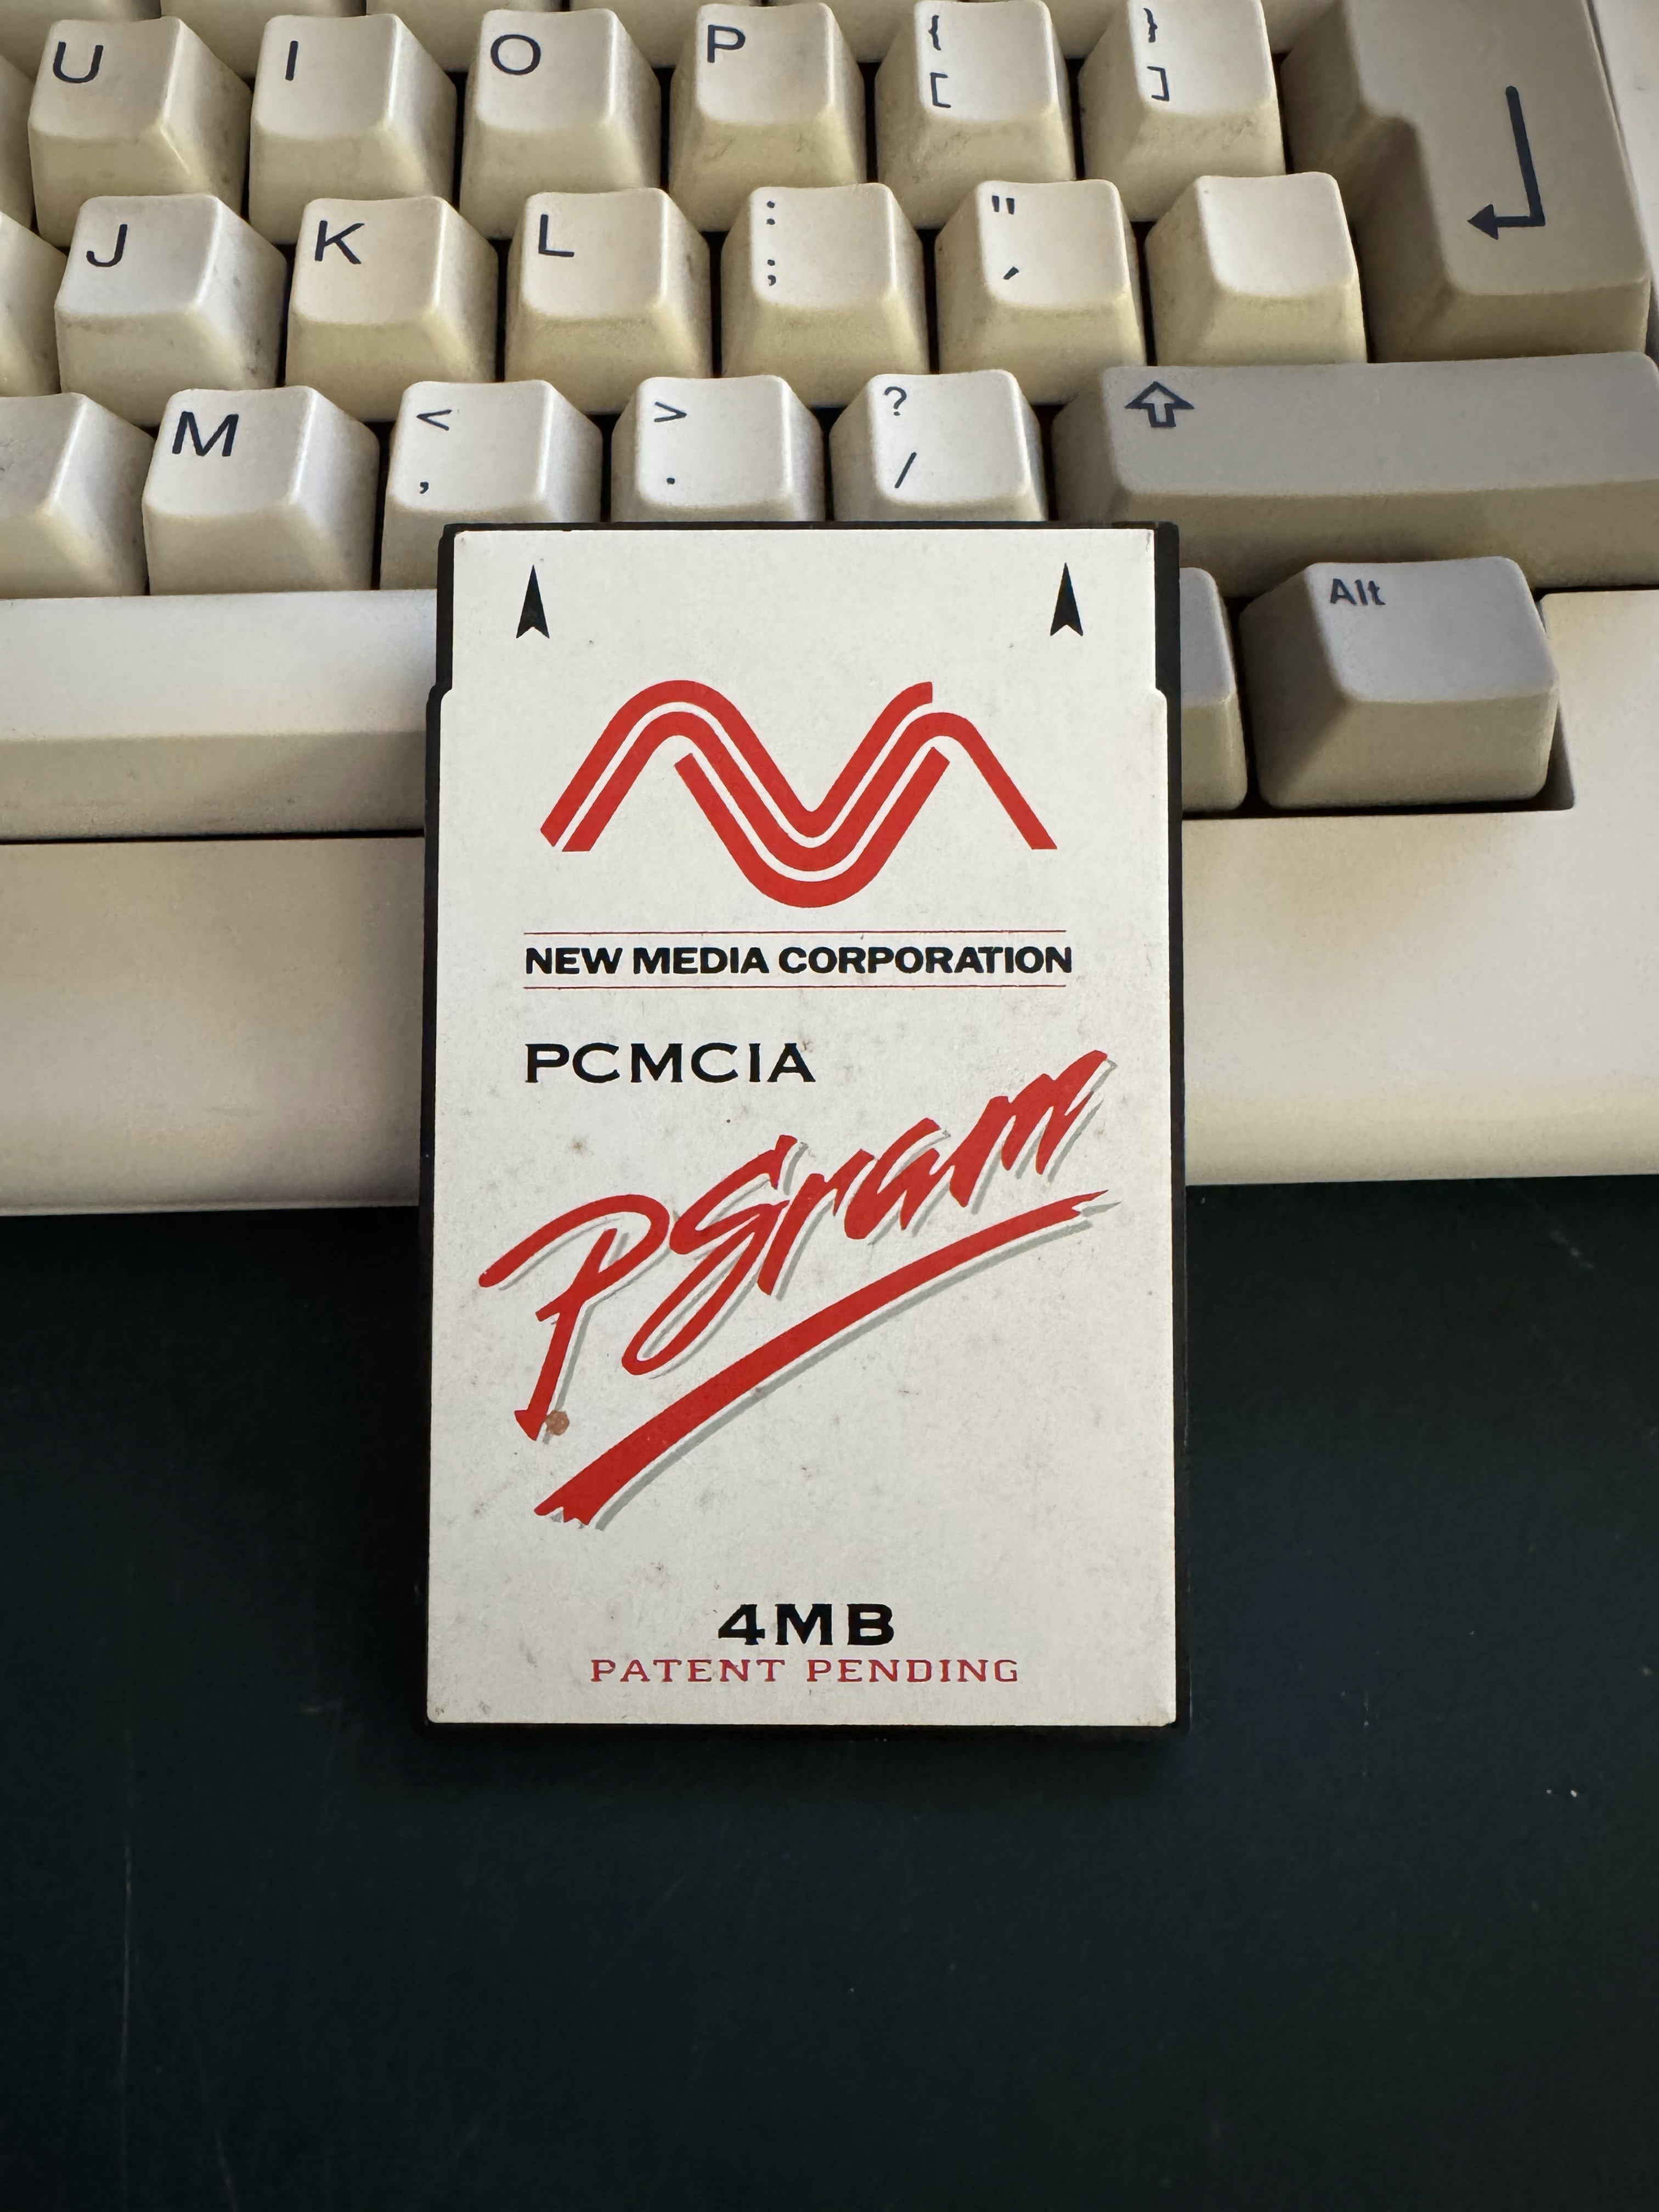 U I O P { }
[ ]
J K L : "
; ′
M < > ?
, . /
Alt
NEW MEDIA CORPORATION
PCMCIA
PSram
4MB
PATENT PENDING